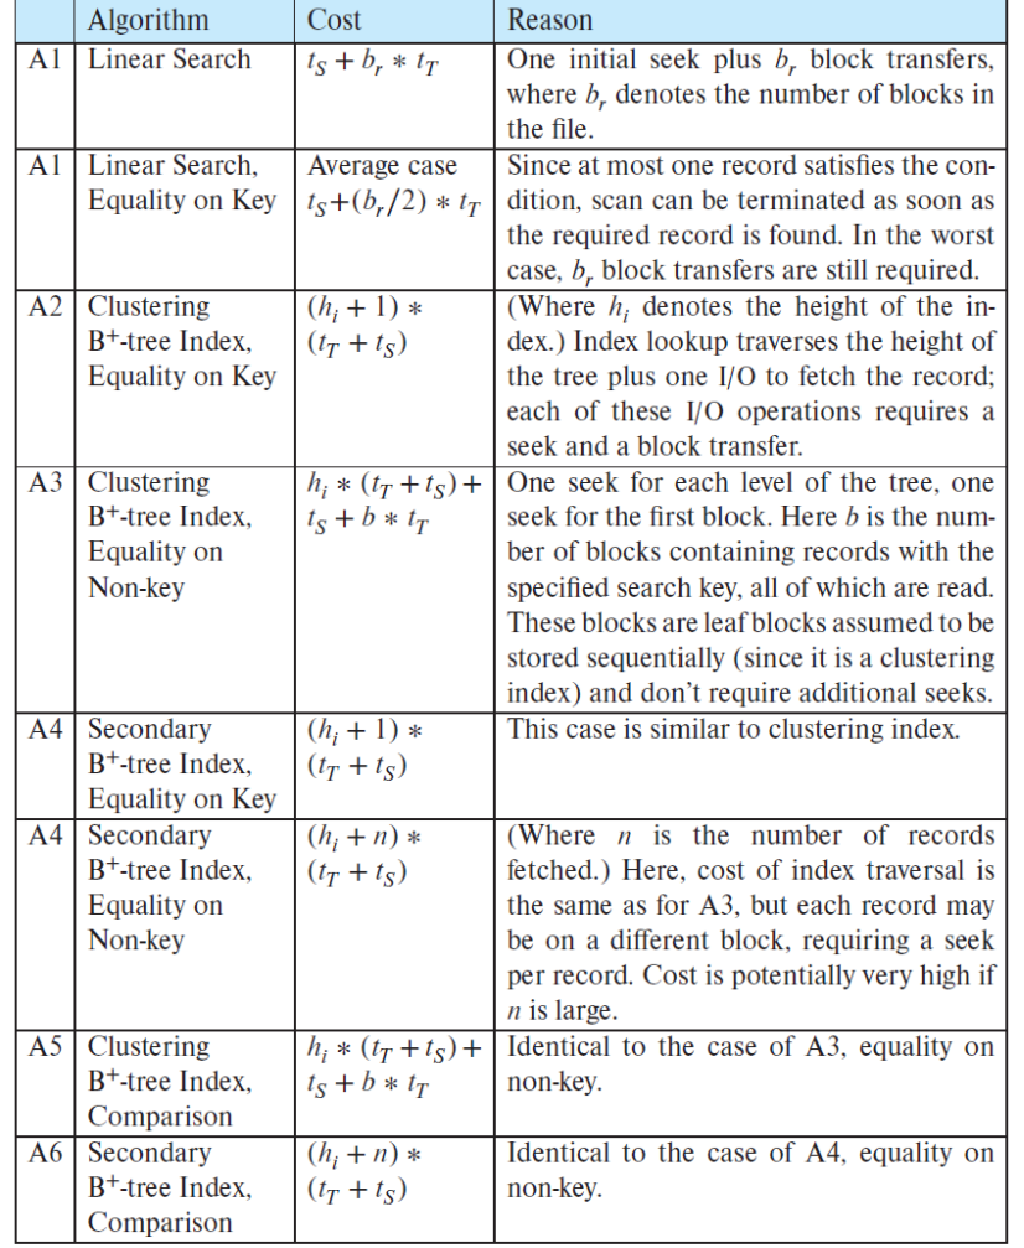 Algorithm Cost Reason
A1 Linear Search t_S + b_r * t_T One initial seek plus b_r block transfers,
where b_r denotes the number of blocks in
the file.
A1 Linear Search, Average case Since at most one record satisfies the con-
Equality on Key t_S+(b_r/2) * t_T dition, scan can be terminated as soon as
the required record is found. In the worst
case, b_r block transfers are still required.
A2 Clustering (h_i + 1) * (Where h_i denotes the height of the in-
B⁺-tree Index, (t_T + t_S) dex.) Index lookup traverses the height of
Equality on Key the tree plus one I/O to fetch the record;
each of these I/O operations requires a
seek and a block transfer.
A3 Clustering h_i * (t_T + t_S) + One seek for each level of the tree, one
B⁺-tree Index, t_S + b * t_T seek for the first block. Here b is the num-
Equality on ber of blocks containing records with the
Non-key specified search key, all of which are read.
These blocks are leaf blocks assumed to be
stored sequentially (since it is a clustering
index) and don't require additional seeks.
A4 Secondary (h_i + 1) * This case is similar to clustering index.
B⁺-tree Index, (t_T + t_S)
Equality on Key
A4 Secondary (h_i + n) * (Where n is the number of records
B⁺-tree Index, (t_T + t_S) fetched.) Here, cost of index traversal is
Equality on the same as for A3, but each record may
Non-key be on a different block, requiring a seek
per record. Cost is potentially very high if
n is large.
A5 Clustering h_i * (t_T + t_S) + Identical to the case of A3, equality on
B⁺-tree Index, t_S + b * t_T non-key.
Comparison
A6 Secondary (h_i + n) * Identical to the case of A4, equality on
B⁺-tree Index, (t_T + t_S) non-key.
Comparison